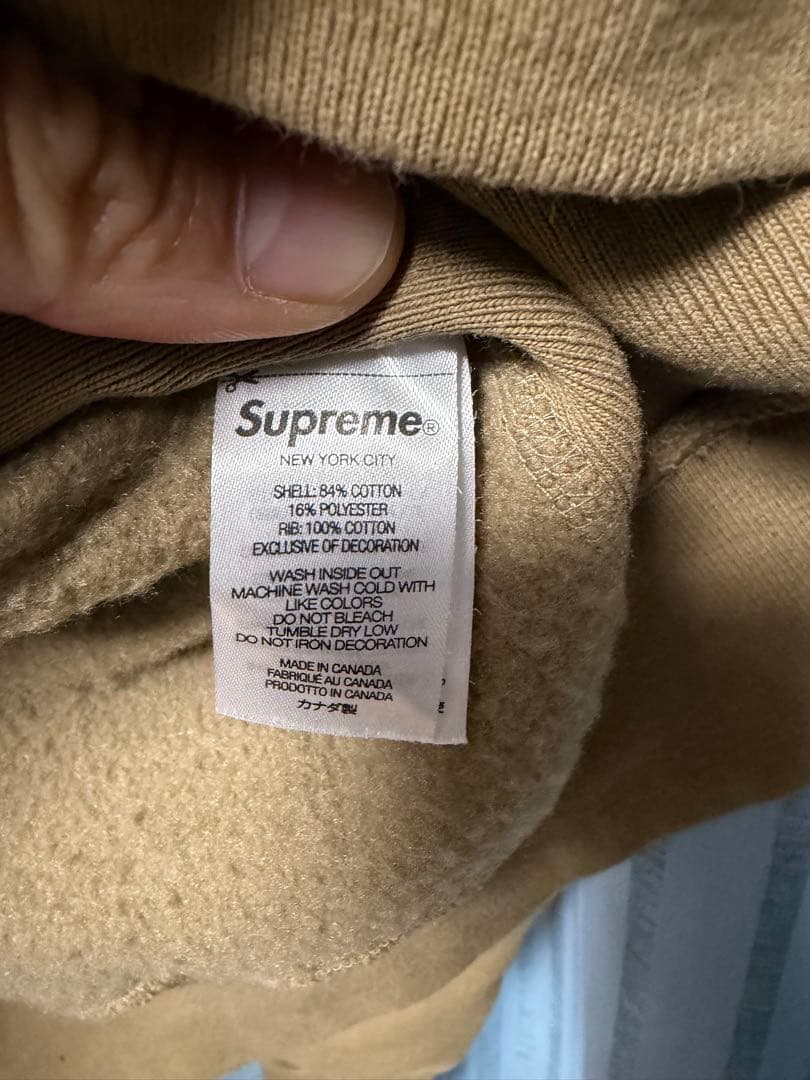 Supreme®
NEW YORK CITY
SHELL: 84% COTTON
16% POLYESTER
RIB: 100% COTTON
EXCLUSIVE OF DECORATION
WASH INSIDE OUT
MACHINE WASH COLD WITH
LIKE COLORS
DO NOT BLEACH
TUMBLE DRY LOW
DO NOT IRON DECORATION
MADE IN CANADA
FABRIQUÉ AU CANADA
PRODOTTO IN CANADA
カナダ製